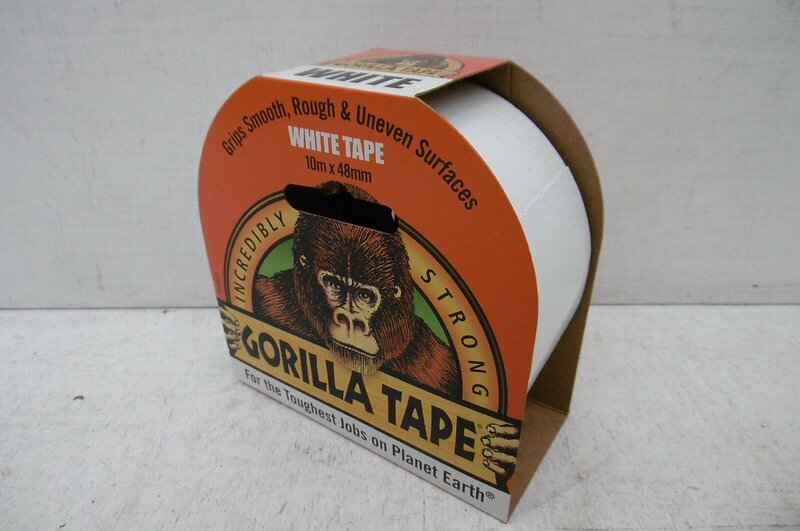 WHITE
Grips Smooth, Rough & Uneven Surfaces
WHITE TAPE
10m x 48mm
INCREDIBLY STRONG
GORILLA TAPE®
For the Toughest Jobs on Planet Earth®